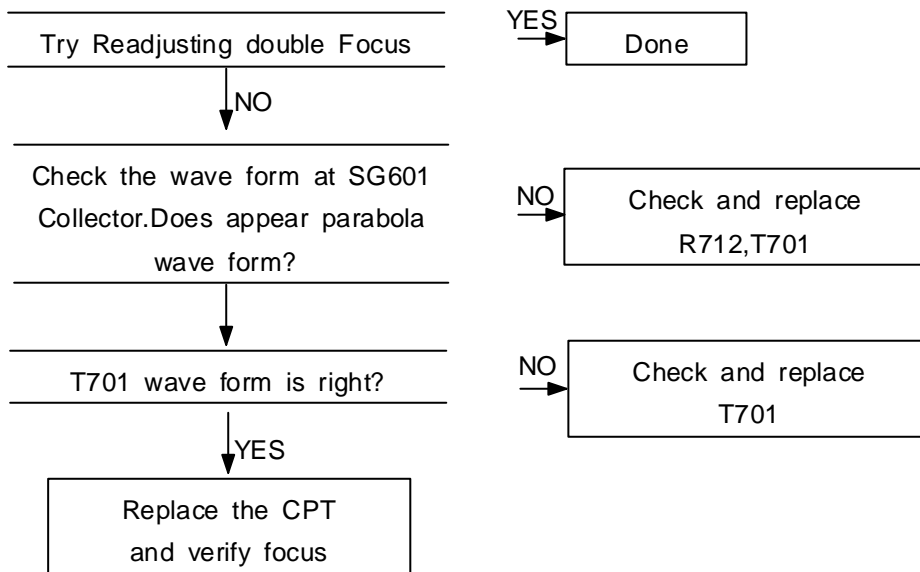 Try Readjusting double Focus
YES
Done
NO
Check the wave form at SG601
Collector.Does appear parabola
wave form?
NO
Check and replace
R712,T701
T701 wave form is right?
NO
Check and replace
T701
YES
Replace the CPT
and verify focus